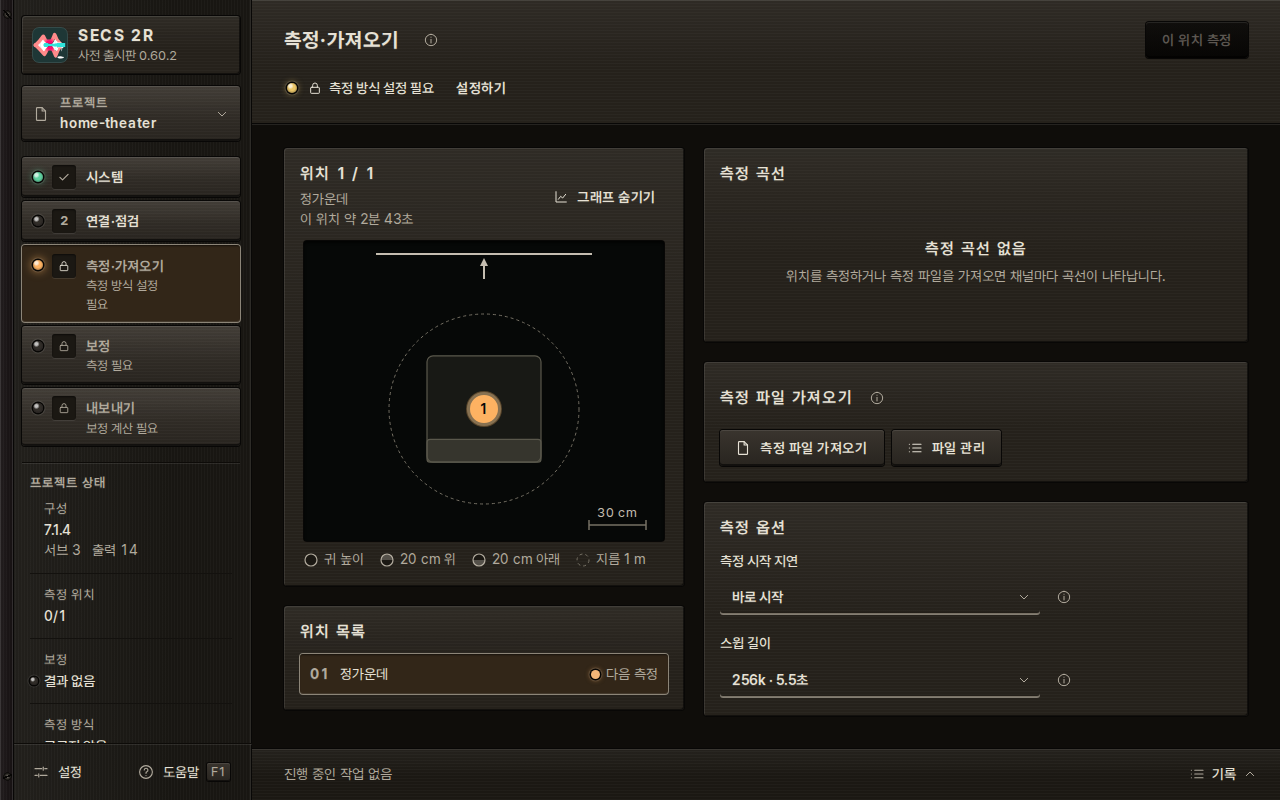 SECS 2R
사전 출시판 0.60.2
프로젝트
home-theater
시스템
2 연결·점검
측정·가져오기
측정 방식 설정
필요
보정
측정 필요
내보내기
보정 계산 필요
프로젝트 상태
구성
7.1.4
서브 3 출력 14
측정 위치
0/1
보정
결과 없음
측정 방식
설정
도움말 F1
측정·가져오기
이 위치 측정
측정 방식 설정 필요 설정하기
위치 1 / 1
정가운데
이 위치 약 2분 43초
그래프 숨기기
1
30 cm
귀 높이 20 cm 위 20 cm 아래 지름 1 m
위치 목록
01 정가운데 다음 측정
측정 곡선
측정 곡선 없음
위치를 측정하거나 측정 파일을 가져오면 채널마다 곡선이 나타납니다.
측정 파일 가져오기
측정 파일 가져오기 파일 관리
측정 옵션
측정 시작 지연
바로 시작
스윕 길이
256k · 5.5초
진행 중인 작업 없음
기록